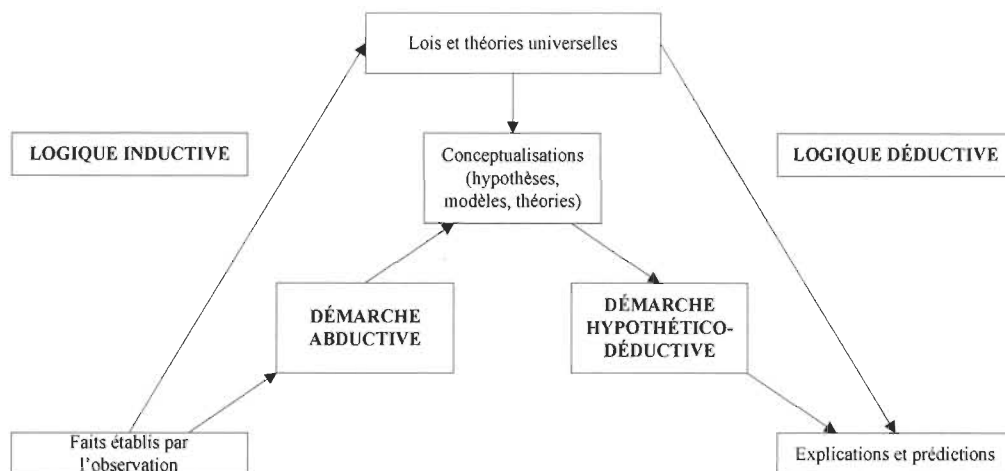 Lois et théories universelles
LOGIQUE INDUCTIVE
Conceptualisations
(hypothèses,
modèles, théories)
LOGIQUE DÉDUCTIVE
DÉMARCHE
ABDUCTIVE
DÉMARCHE
HYPOTHÉTICO-
DÉDUCTIVE
Faits établis par
l'observation
Explications et prédictions